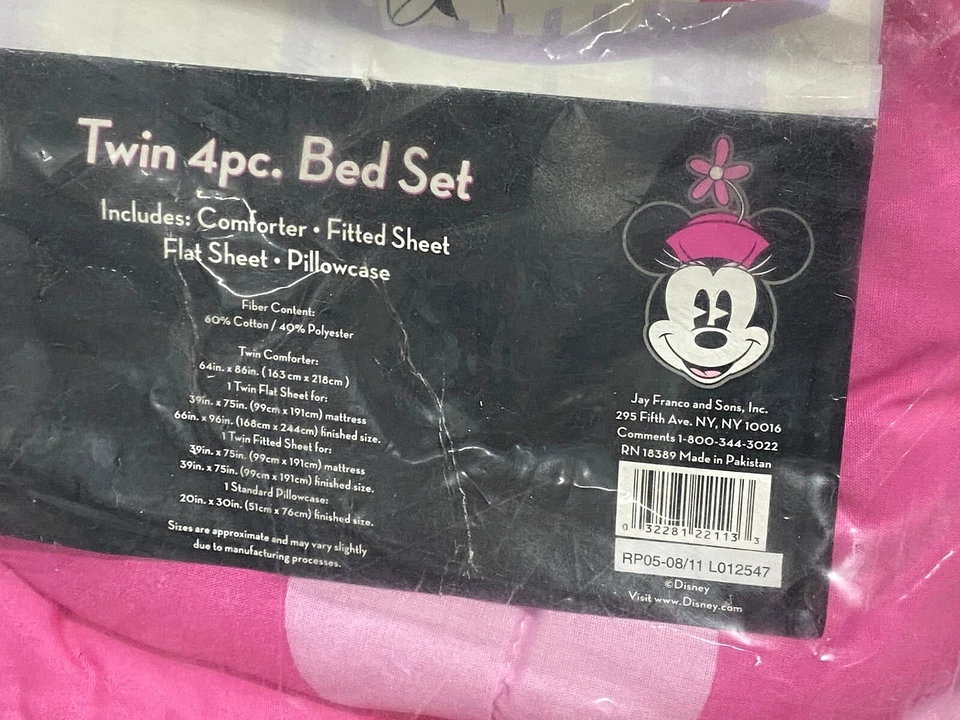 Twin 4pc. Bed Set
Includes: Comforter • Fitted Sheet
Flat Sheet • Pillowcase
Fiber Content:
60% Cotton / 40% Polyester
Twin Comforter:
64in. x 86in. ( 163 cm x 218cm )
1 Twin Flat Sheet for:
39in. x 75in. (99cm x 191cm) mattress
66in. x 96in. (168cm x 244cm) finished size.
1 Twin Fitted Sheet for:
39in. x 75in. (99cm x 191cm) mattress
39in. x 75in. (99cm x 191cm) finished size.
1 Standard Pillowcase:
20in. x 30in. (51cm x 76cm) finished size.
Sizes are approximate and may vary slightly
due to manufacturing processes.
Jay Franco and Sons, Inc.
295 Fifth Ave. NY, NY 10016
Comments 1-800-344-3022
RN 18389 Made in Pakistan
0 32281 22113 3
RP05-08/11 L012547
©Disney
Visit www.Disney.com